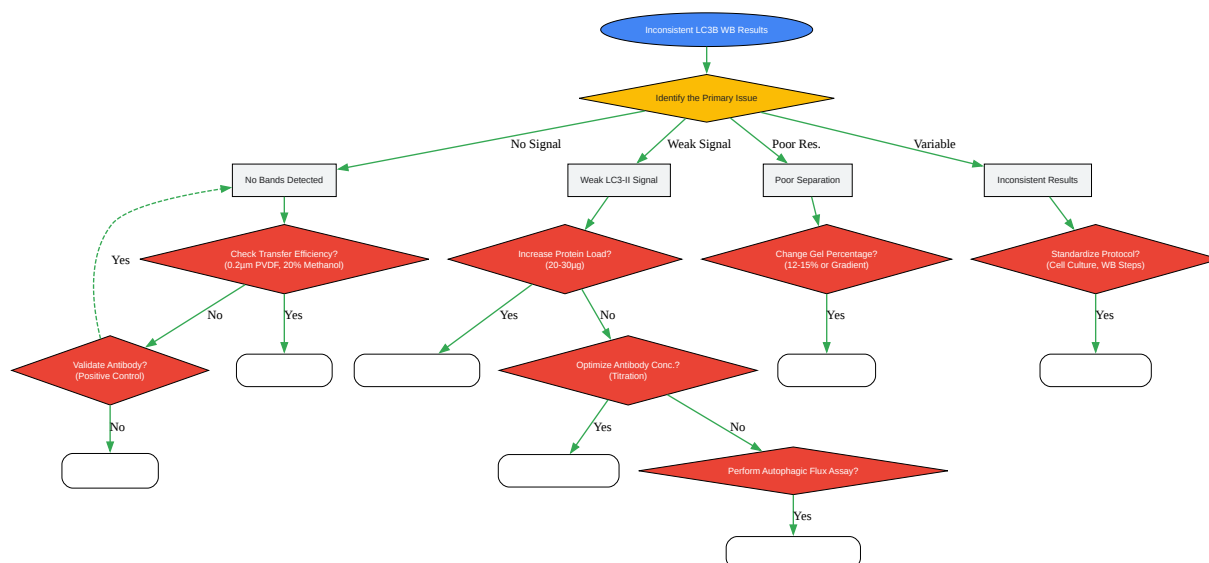 Inconsistent LC3B WB Results
Identify the Primary Issue
No Signal
Weak Signal
Poor Res.
Variable
No Bands Detected
Weak LC3-II Signal
Poor Separation
Inconsistent Results
Yes
Check Transfer Efficiency?
(0.2µm PVDF, 20% Methanol)
Increase Protein Load?
(20-30µg)
Change Gel Percentage?
(12-15% or Gradient)
Standardize Protocol?
(Cell Culture, WB Steps)
No
Yes
Yes
No
Yes
Yes
Validate Antibody?
(Positive Control)
Optimize Antibody Conc.?
(Titration)
No
Yes
No
Perform Autophagic Flux Assay?
Yes